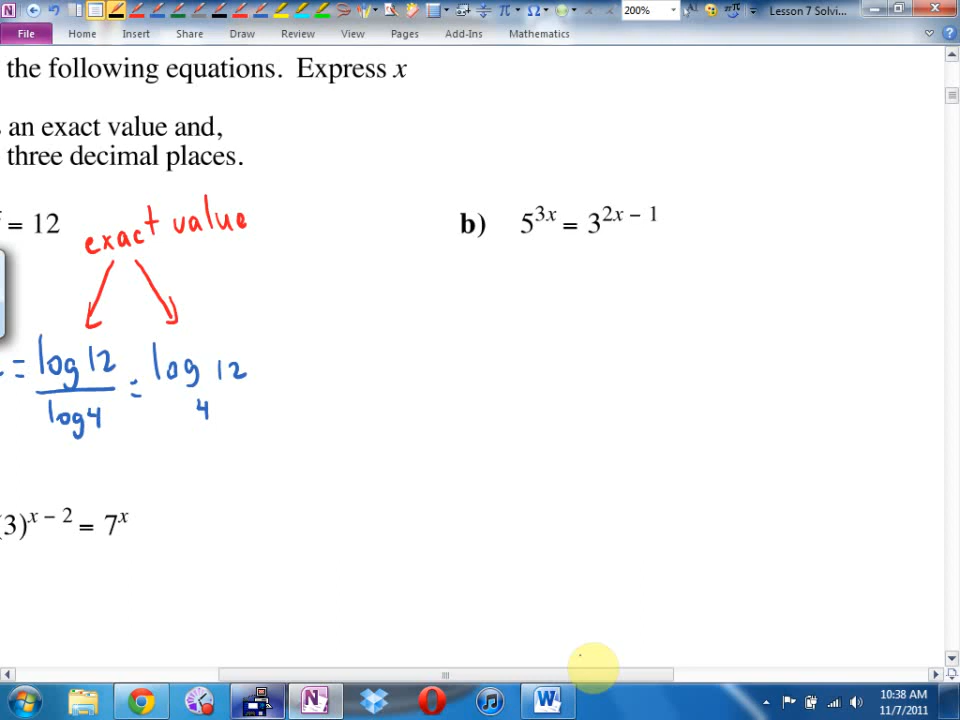 200% Lesson 7 Solvi...
File Home Insert Share Draw Review View Pages Add-Ins Mathematics
the following equations. Express x
an exact value and,
three decimal places.
= 12
exact value
b) 5^{3x} = 3^{2x – 1}
= log 12 / log 4 = log_4 12
(3)^{x – 2} = 7^x
10:38 AM
11/7/2011